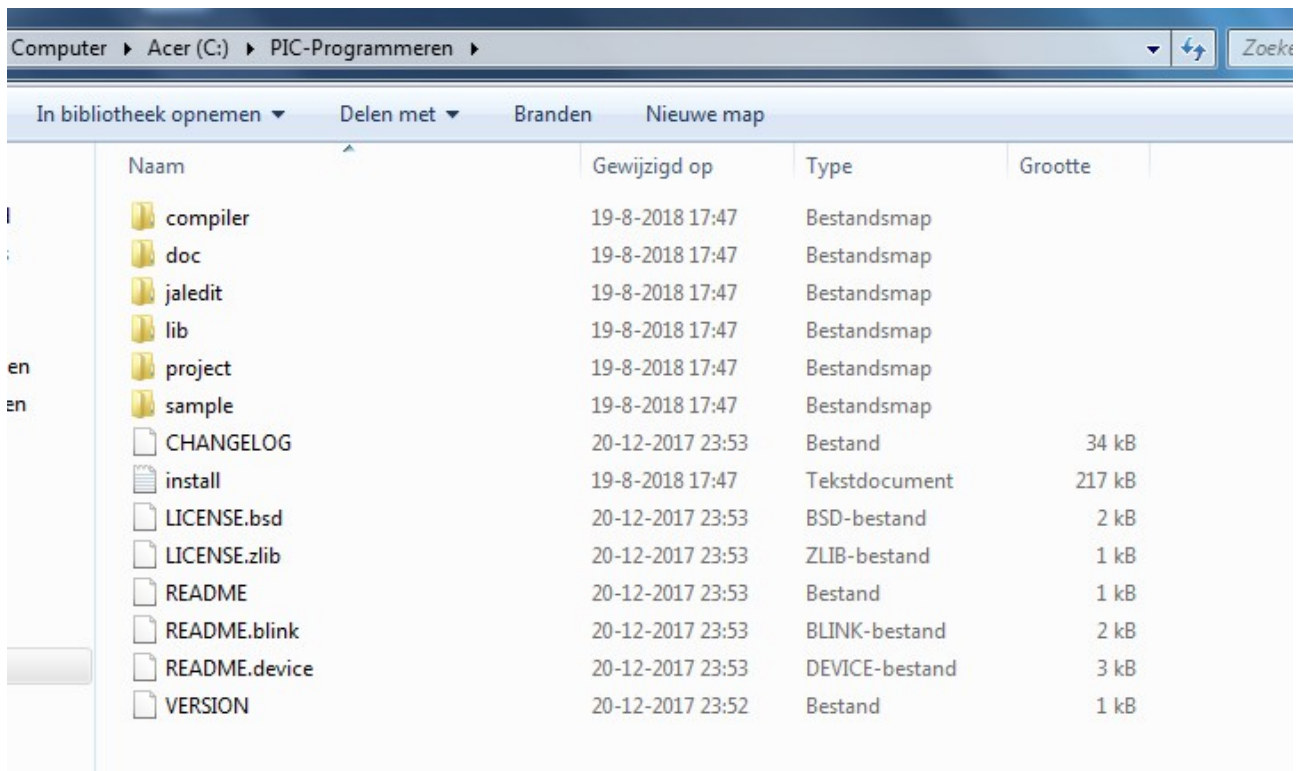 Computer ▸ Acer (C:) ▸ PIC-Programmeren ▸ Zoeke
In bibliotheek opnemen Delen met Branden Nieuwe map
Naam Gewijzigd op Type Grootte
compiler 19-8-2018 17:47 Bestandsmap
doc 19-8-2018 17:47 Bestandsmap
jaledit 19-8-2018 17:47 Bestandsmap
lib 19-8-2018 17:47 Bestandsmap
en project 19-8-2018 17:47 Bestandsmap
en sample 19-8-2018 17:47 Bestandsmap
CHANGELOG 20-12-2017 23:53 Bestand 34 kB
install 19-8-2018 17:47 Tekstdocument 217 kB
LICENSE.bsd 20-12-2017 23:53 BSD-bestand 2 kB
LICENSE.zlib 20-12-2017 23:53 ZLIB-bestand 1 kB
README 20-12-2017 23:53 Bestand 1 kB
README.blink 20-12-2017 23:53 BLINK-bestand 2 kB
README.device 20-12-2017 23:53 DEVICE-bestand 3 kB
VERSION 20-12-2017 23:52 Bestand 1 kB